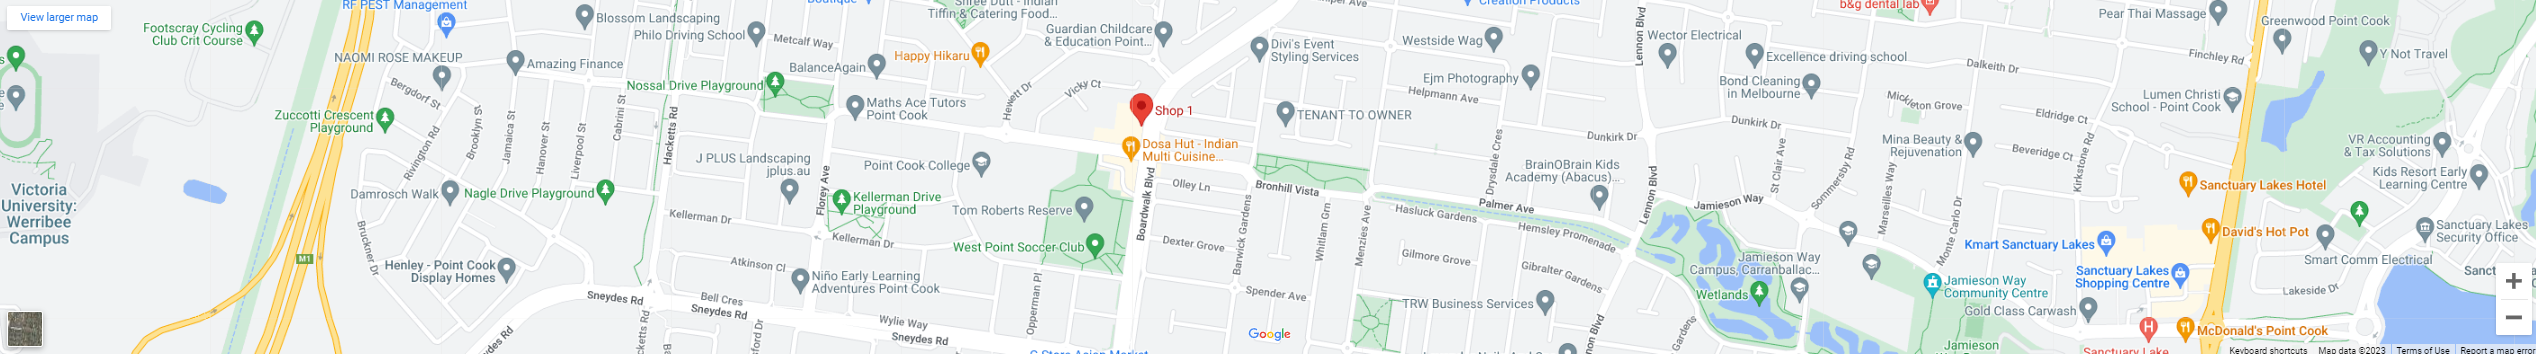 View larger map
Footscray Cycling
Club Crit Course
RF PEST Management
NAOMI ROSE MAKEUP
Bergdorf St
Zuccotti Crescent
Playground
Rivington Rd
Brooklyn St
Jamaica St
Hanover St
Liverpool St
Cabrini St
Hacketts Rd
Blossom Landscaping
Philo Driving School
Amazing Finance
Metcalf Way
BalanceAgain
Nossal Drive Playground
Maths Ace Tutors
Point Cook
J PLUS Landscaping
jplus.au
Point Cook College
Victoria
University:
Werribee
Campus
Damrosch Walk
Nagle Drive Playground
Bruckner Dr
M1
Henley - Point Cook
Display Homes
Florey Ave
Kellerman Drive
Playground
Kellerman Dr
Kellerman Dr
Tom Roberts Reserve
West Point Soccer Club
Atkinson Cl
Niño Early Learning
Adventures Point Cook
Sneydes Rd
Bell Cres
Sneydes Rd
Wylie Way
Sneydes Rd
Opperman Pl
Shree Dutt - Indian
Tiffin & Catering Food...
Happy Hikaru
Guardian Childcare
& Education Point...
Vicky Ct
Hewett Dr
Shop 1
Dosa Hut - Indian
Multi Cuisine...
Boardwalk Blvd
Olley Ln
Dexter Grove
Barwick Gardens
Bronhill Vista
Spender Ave
Google
Whitlam Grn
Menzies Ave
Divi's Event
Styling Services
TENANT TO OWNER
Creation Products
Westside Wag
Ejm Photography
Helpmann Ave
Drysdale Cres
BrainOBrain Kids
Academy (Abacus)...
Palmer Ave
Hasluck Gardens
Hemsley Promenade
Gilmore Grove
Gibralter Gardens
TRW Business Services
Lennon Blvd
Lennon Blvd
Dunkirk Dr
Dunkirk Dr
Wector Electrical
Excellence driving school
Bond Cleaning
in Melbourne
b&g dental lab
Dalkeith Dr
Mickleton Grove
St Clair Ave
Sommersby Rd
Marseilles Way
Jamieson Way
Jamieson Way
Campus, Carranballac...
Wetlands
Pear Thai Massage
Greenwood Point Cook
Finchley Rd
Y Not Travel
Lumen Christi
School - Point Cook
Eldridge Ct
Mina Beauty &
Rejuvenation
Beveridge Ct
Kirkstone Rd
Monte Carlo Dr
VR Accounting
& Tax Solutions
Kids Resort Early
Learning Centre
Sanctuary Lakes Hotel
David's Hot Pot
Kmart Sanctuary Lakes
Sanctuary Lakes
Shopping Centre
Sanctuary Lakes
Security Office
Smart Comm Electrical
Lakeside Dr
Jamieson Way
Community Centre
Gold Class Carwash
McDonald's Point Cook
Sanctuary Lake
Jamieson
Keyboard shortcuts
Map data ©2023
Terms of Use
Report a map error